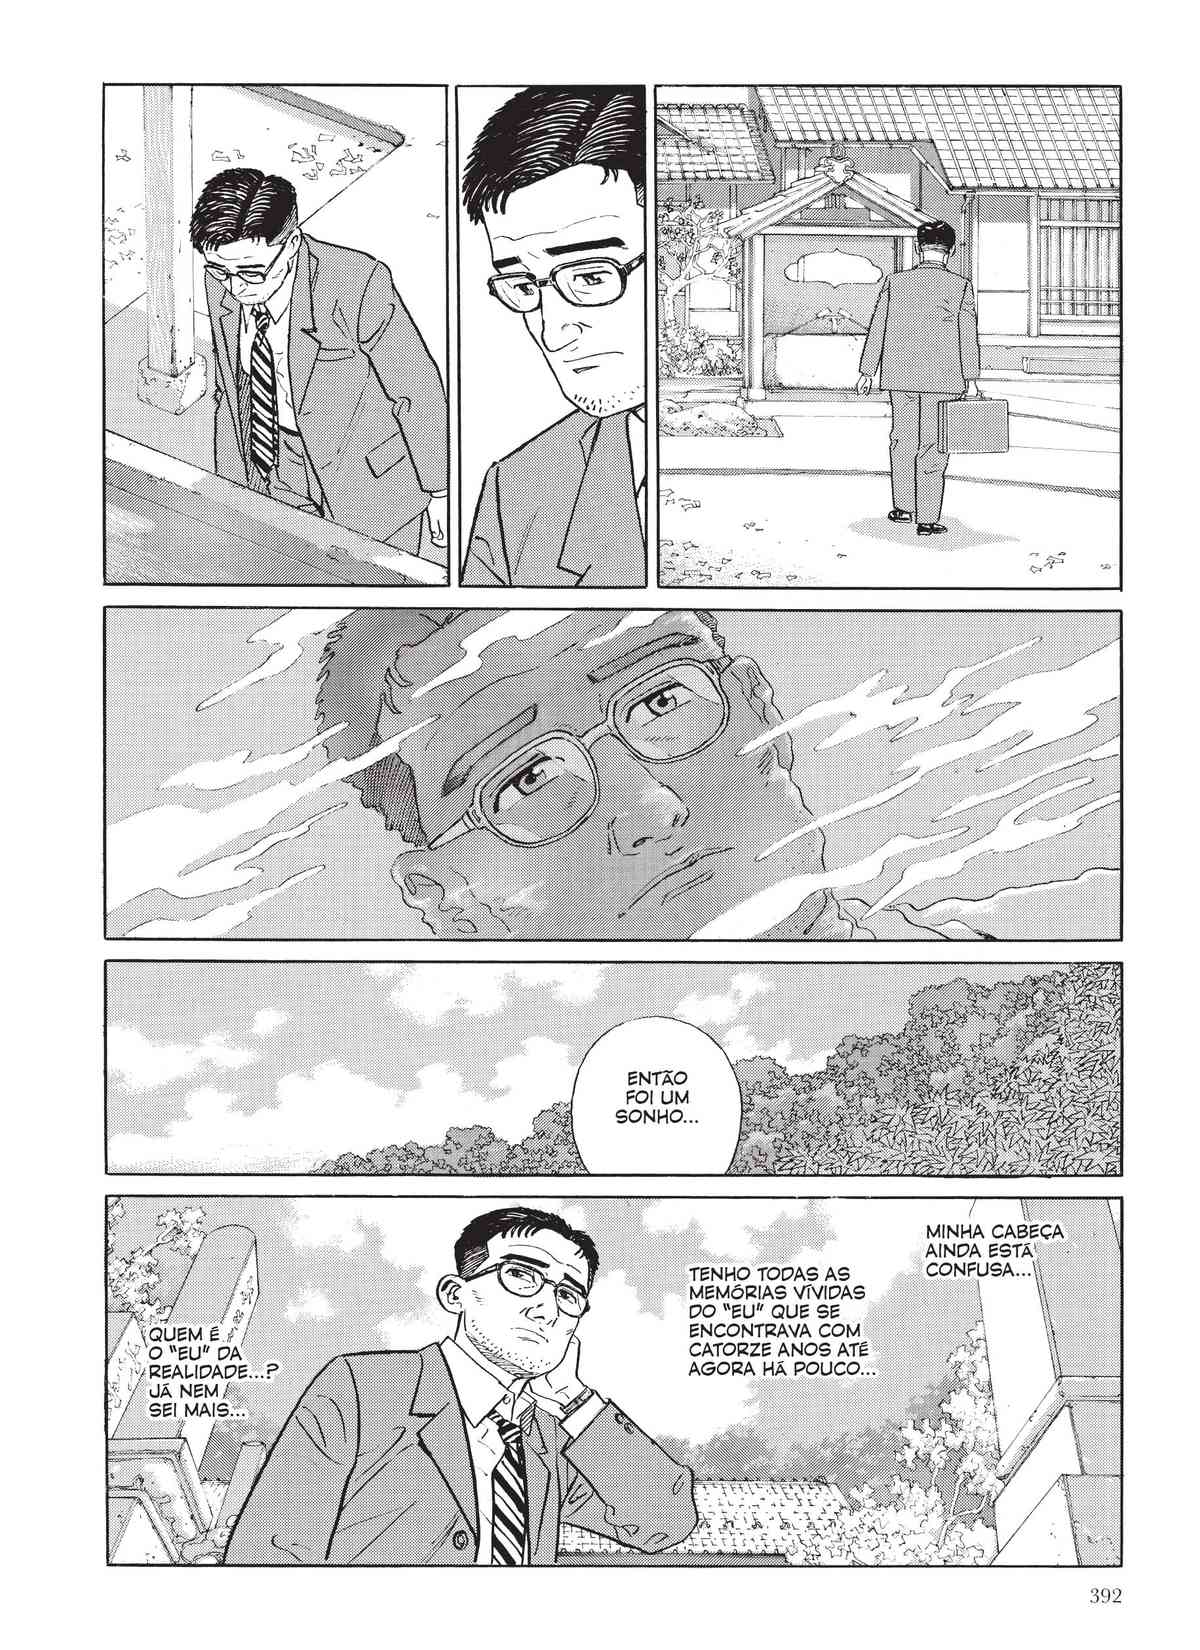 ENTÃO
FOI UM
SONHO...
MINHA CABEÇA
AINDA ESTÁ
CONFUSA...
TENHO TODAS AS
MEMÓRIAS VÍVIDAS
DO "EU" QUE SE
ENCONTRAVA COM
CATORZE ANOS ATÉ
AGORA HÁ POUCO...
QUEM É
O "EU" DA
REALIDADE...?
JÁ NEM
SEI MAIS...
392